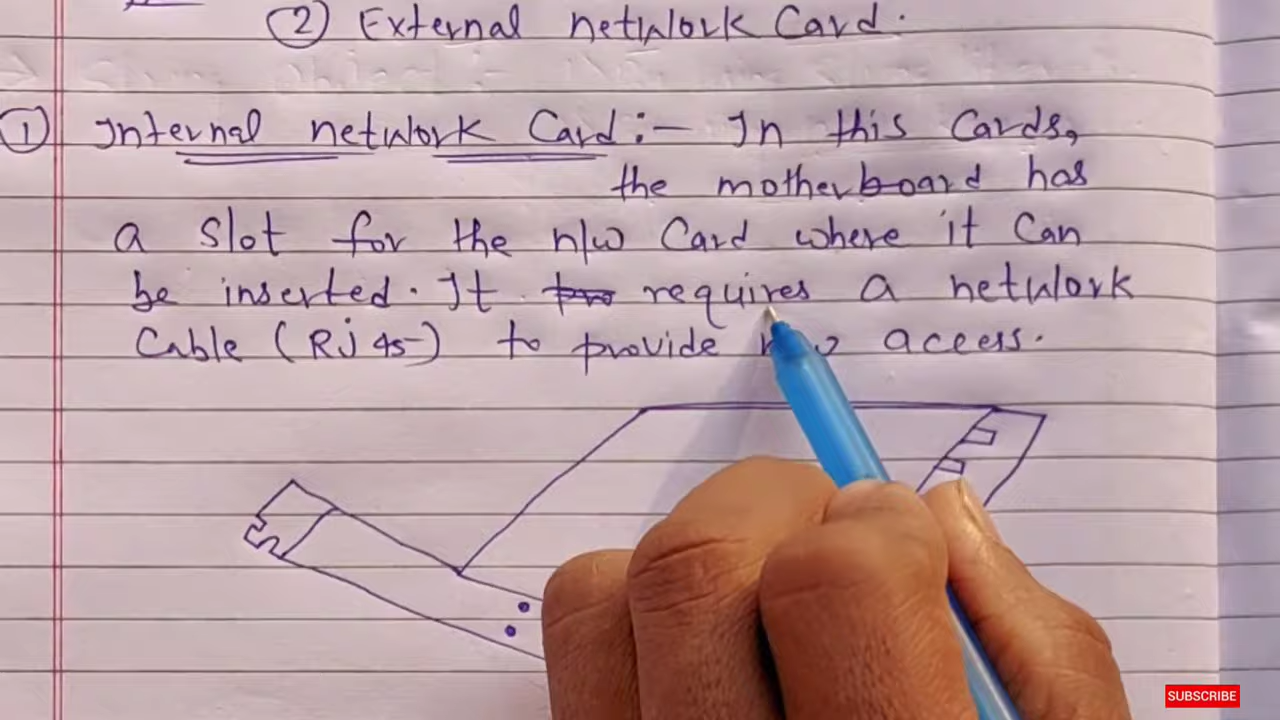 ② External network Card.
① Internal network Card :- In this Cards,
the motherboard has
a slot for the n/w Card where it Can
be inserted. It requires a network
Cable (RJ45) to provide access.
SUBSCRIBE